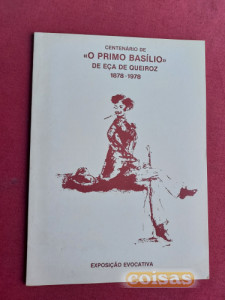 CENTENÁRIO DE
«O PRIMO BASÍLIO»
DE EÇA DE QUEIROZ
1878-1978
EXPOSIÇÃO EVOCATIVA
coisas